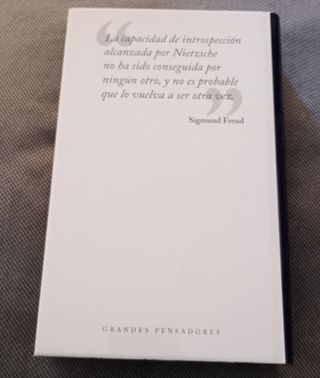 “
La capacidad de introspección
alcanzada por Nietzsche
no ha sido conseguida por
ningún otro, y no es probable
que lo vuelva a ser otra vez.
”
Sigmund Freud
GRANDES PENSADORES